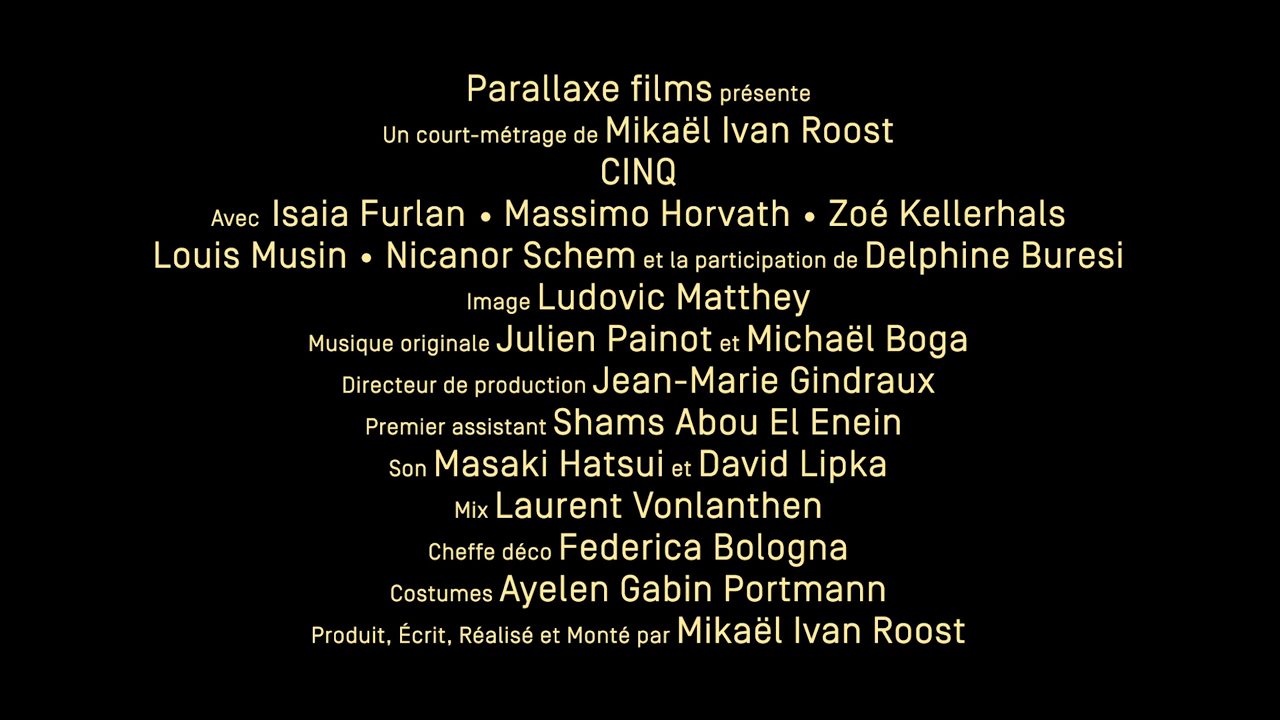 Parallaxe films présente
Un court-métrage de Mikaël Ivan Roost
CINQ
Avec Isaia Furlan • Massimo Horvath • Zoé Kellerhals
Louis Musin • Nicanor Schem et la participation de Delphine Buresi
Image Ludovic Matthey
Musique originale Julien Painot et Michaël Boga
Directeur de production Jean-Marie Gindraux
Premier assistant Shams Abou El Enein
Son Masaki Hatsui et David Lipka
Mix Laurent Vonlanthen
Cheffe déco Federica Bologna
Costumes Ayelen Gabin Portmann
Produit, Écrit, Réalisé et Monté par Mikaël Ivan Roost